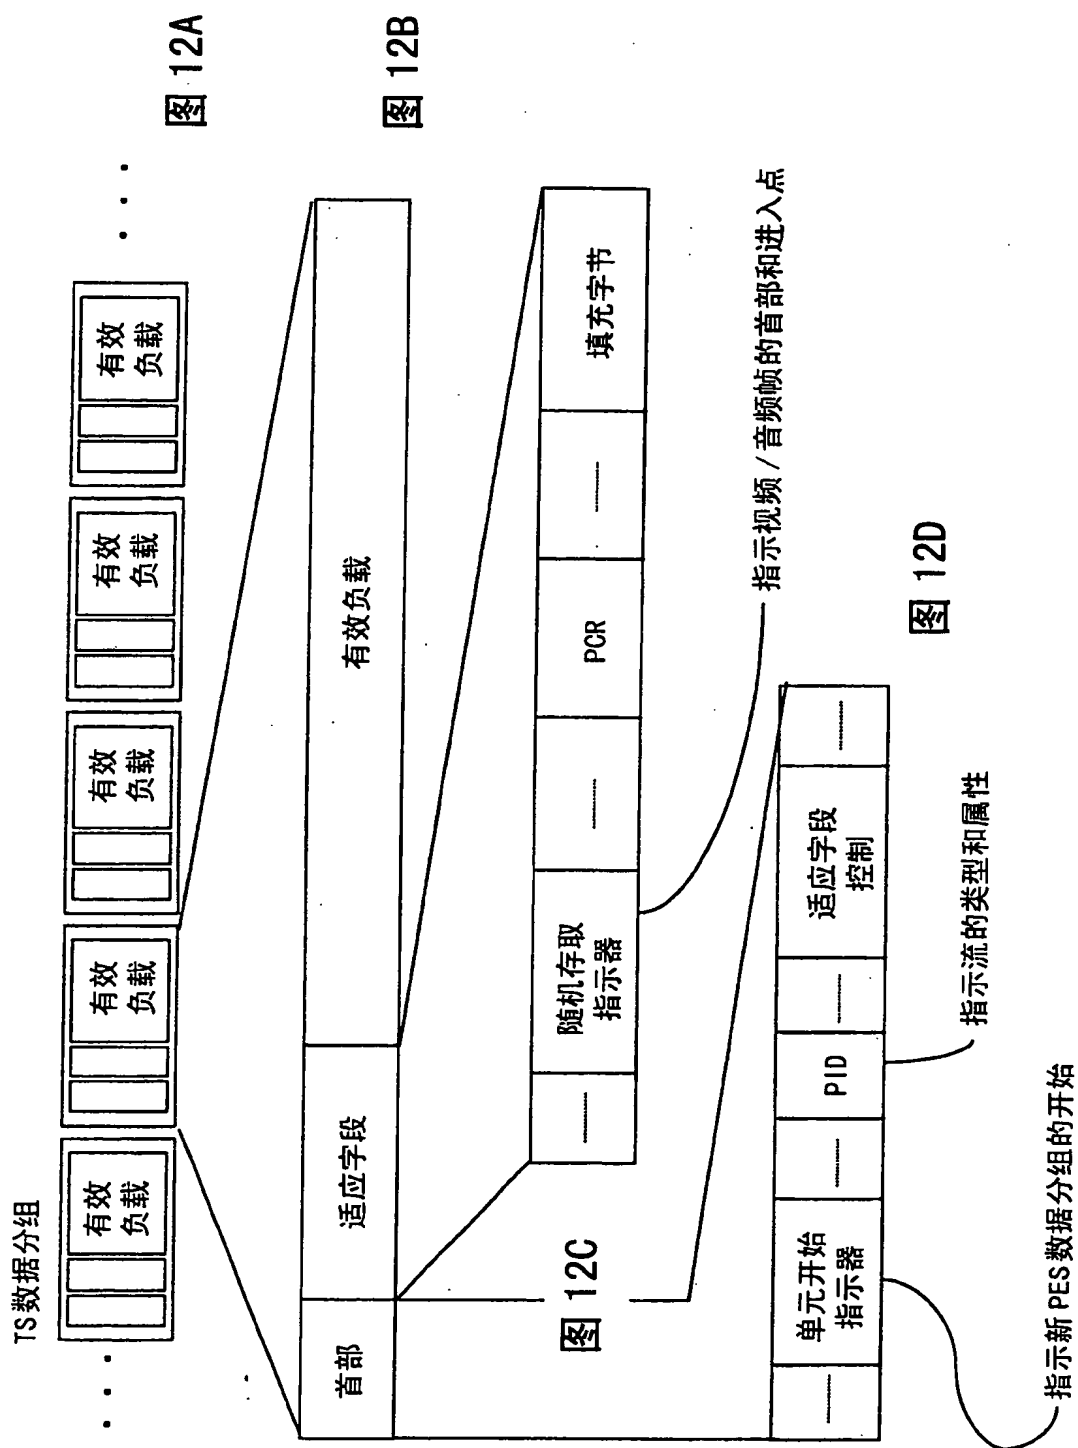 TS数据分组
有效
负载
有效
负载
有效
负载
有效
负载
有效
负载
图 12A
首部
适应字段
有效负载
图 12B
随机存取
指示器
PCR
填充字节
指示视频/音频帧的首部和进入点
图 12C
单元开始
指示器
PID
适应字段
控制
图 12D
指示流的类型和属性
指示新PES数据分组的开始